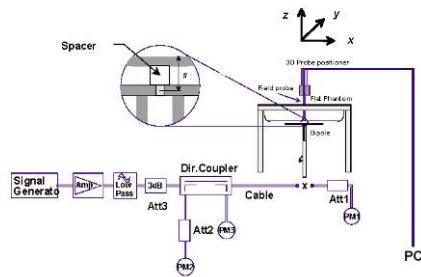 z
y
x
Spacer
s
3D Probe positioner
Field probe
Flat Phantom
Dipole
Signal
Generato
Amp
Low
Pass
3dB
Att3
Dir.Coupler
Cable
x
Att1
PM1
Att2
PM3
PM2
PC